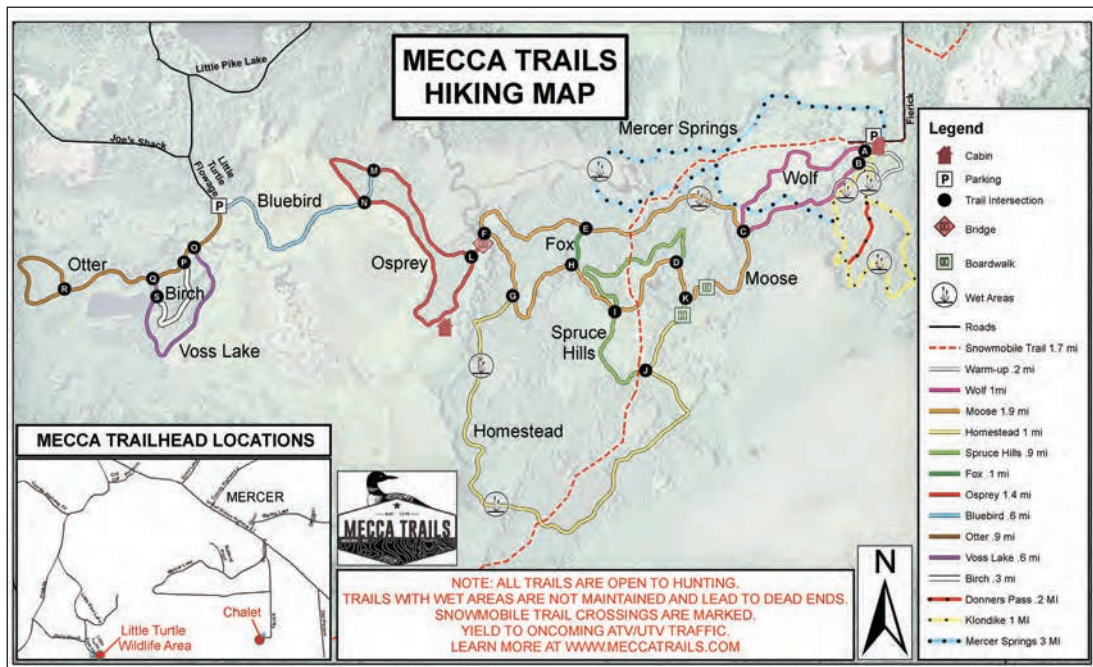 MECCA TRAILS
HIKING MAP
Little Pike Lake
Joe's Shack
Little
Turtle
Flowage
P
Bluebird
M
N
Osprey
L
F
Fox
E
H
G
Mercer Springs
P
Fierick
A
B
Wolf
C
Moose
D
K
I
Spruce
Hills
J
Homestead
Otter
R
Q
P
O
S
Birch
Voss Lake
Legend
Cabin
P
Parking
Trail Intersection
Bridge
Boardwalk
Wet Areas
Roads
Snowmobile Trail 1.7 mi
Warm-up .2 mi
Wolf 1mi
Moose 1.9 mi
Homestead 1 mi
Spruce Hills .9 mi
Fox .1 mi
Osprey 1.4 mi
Bluebird .6 mi
Otter .9 mi
Voss Lake .6 mi
Birch .3 mi
Donners Pass .2 MI
Klondike 1 MI
Mercer Springs 3 MI
MECCA TRAILHEAD LOCATIONS
MERCER
Chalet
Little Turtle
Wildlife Area
MECCA TRAILS
NOTE: ALL TRAILS ARE OPEN TO HUNTING.
TRAILS WITH WET AREAS ARE NOT MAINTAINED AND LEAD TO DEAD ENDS.
SNOWMOBILE TRAIL CROSSINGS ARE MARKED.
YIELD TO ONCOMING ATV/UTV TRAFFIC.
LEARN MORE AT WWW.MECCATRAILS.COM
N